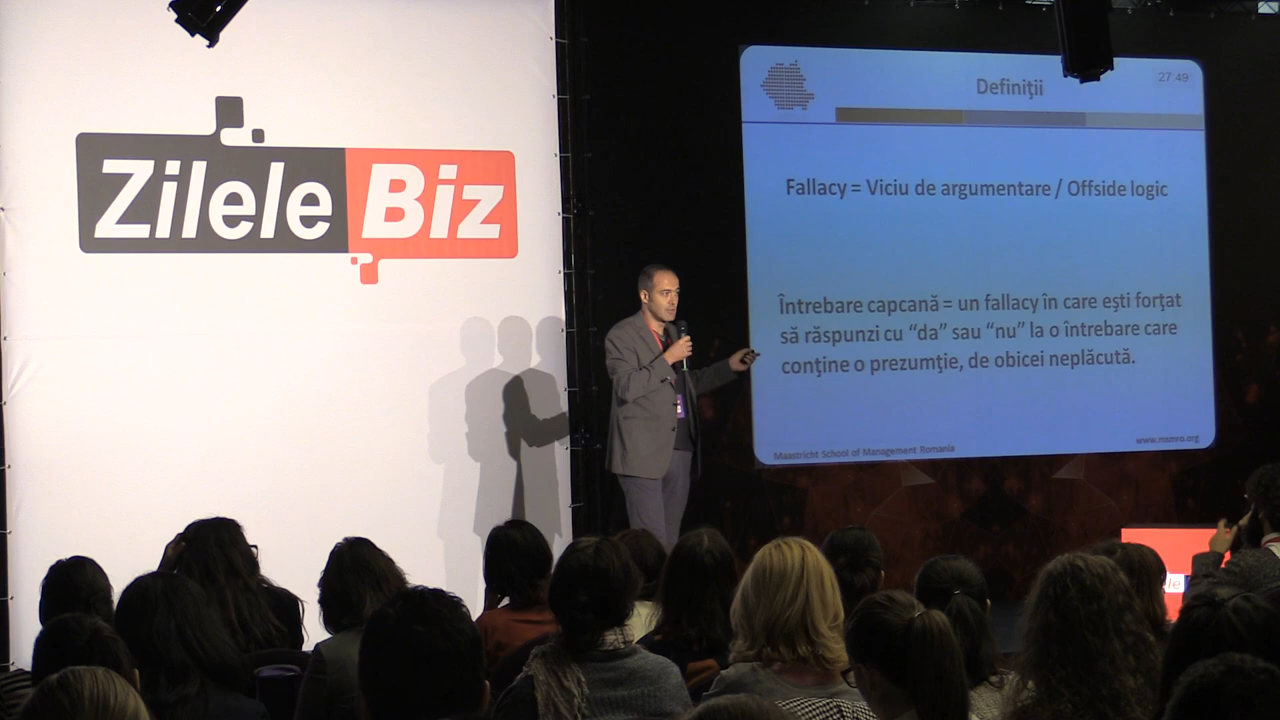 Zilele Biz
Definiţii
27:49
Fallacy = Viciu de argumentare / Offside logic
Întrebare capcană = un fallacy în care eşti forţat
să răspunzi cu “da” sau “nu” la o întrebare care
conţine o prezumţie, de obicei neplăcută.
Maastricht School of Management Romania
www.msmro.org